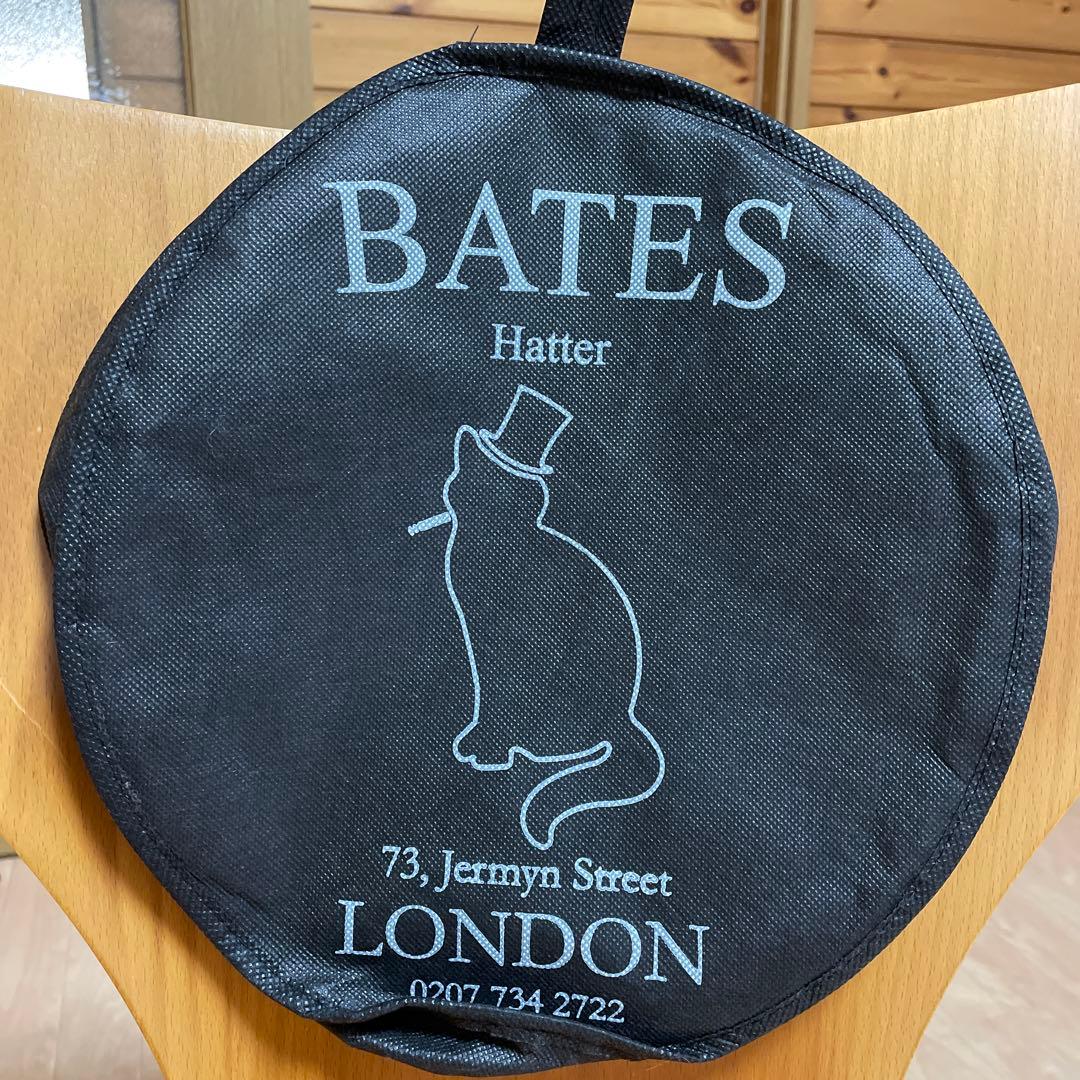 BATES
Hatter
73, Jermyn Street
LONDON
0207 734 2722